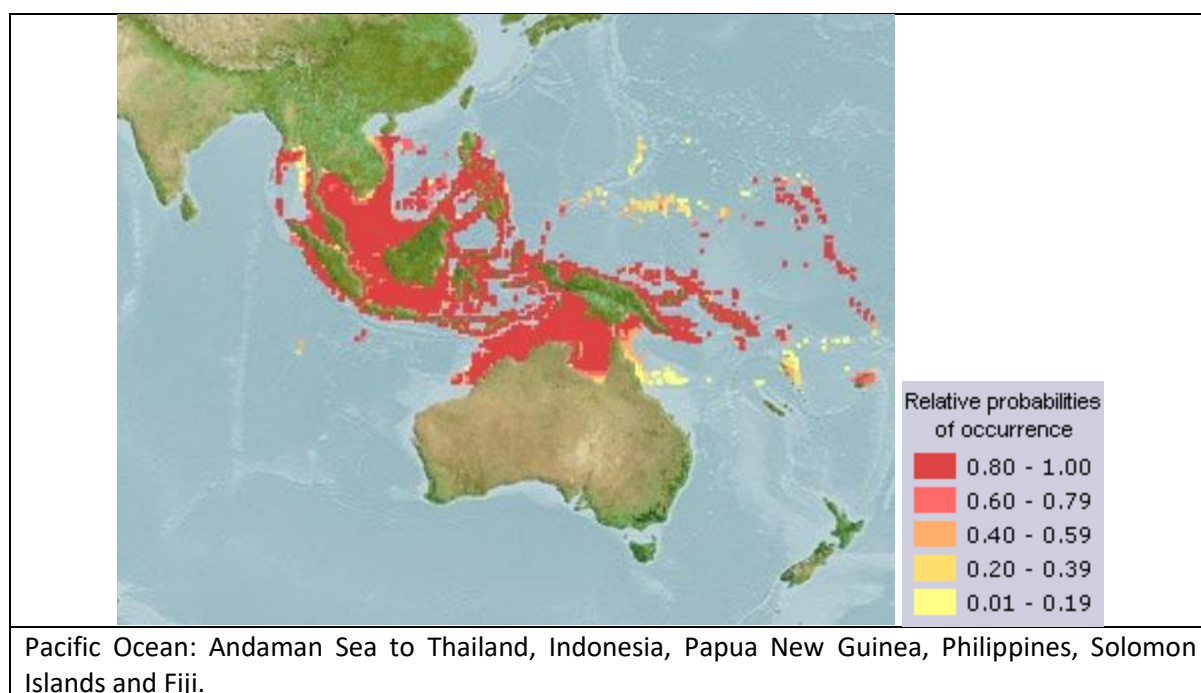 Relative probabilities
of occurrence
0.80 - 1.00
0.60 - 0.79
0.40 - 0.59
0.20 - 0.39
0.01 - 0.19
Pacific Ocean: Andaman Sea to Thailand, Indonesia, Papua New Guinea, Philippines, Solomon
Islands and Fiji.